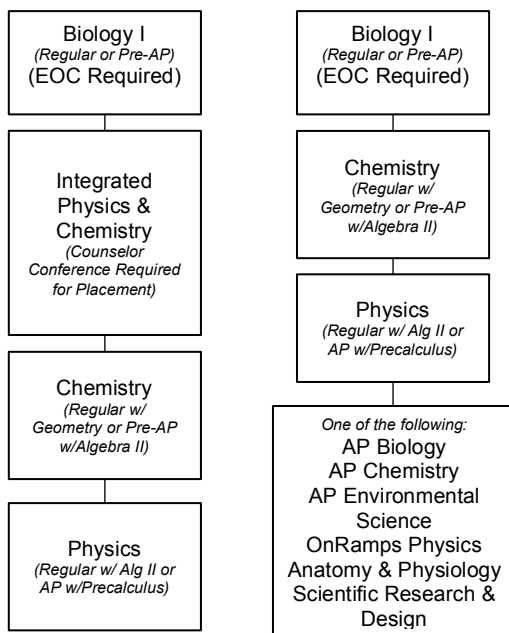 Biology I
(Regular or Pre-AP)
(EOC Required)
Integrated
Physics &
Chemistry
(Counselor
Conference Required
for Placement)
Chemistry
(Regular w/
Geometry or Pre-AP
w/Algebra II)
Physics
(Regular w/ Alg II or
AP w/Precalculus)
Biology I
(Regular or Pre-AP)
(EOC Required)
Chemistry
(Regular w/
Geometry or Pre-AP
w/Algebra II)
Physics
(Regular w/ Alg II or
AP w/Precalculus)
One of the following:
AP Biology
AP Chemistry
AP Environmental
Science
OnRamps Physics
Anatomy & Physiology
Scientific Research &
Design